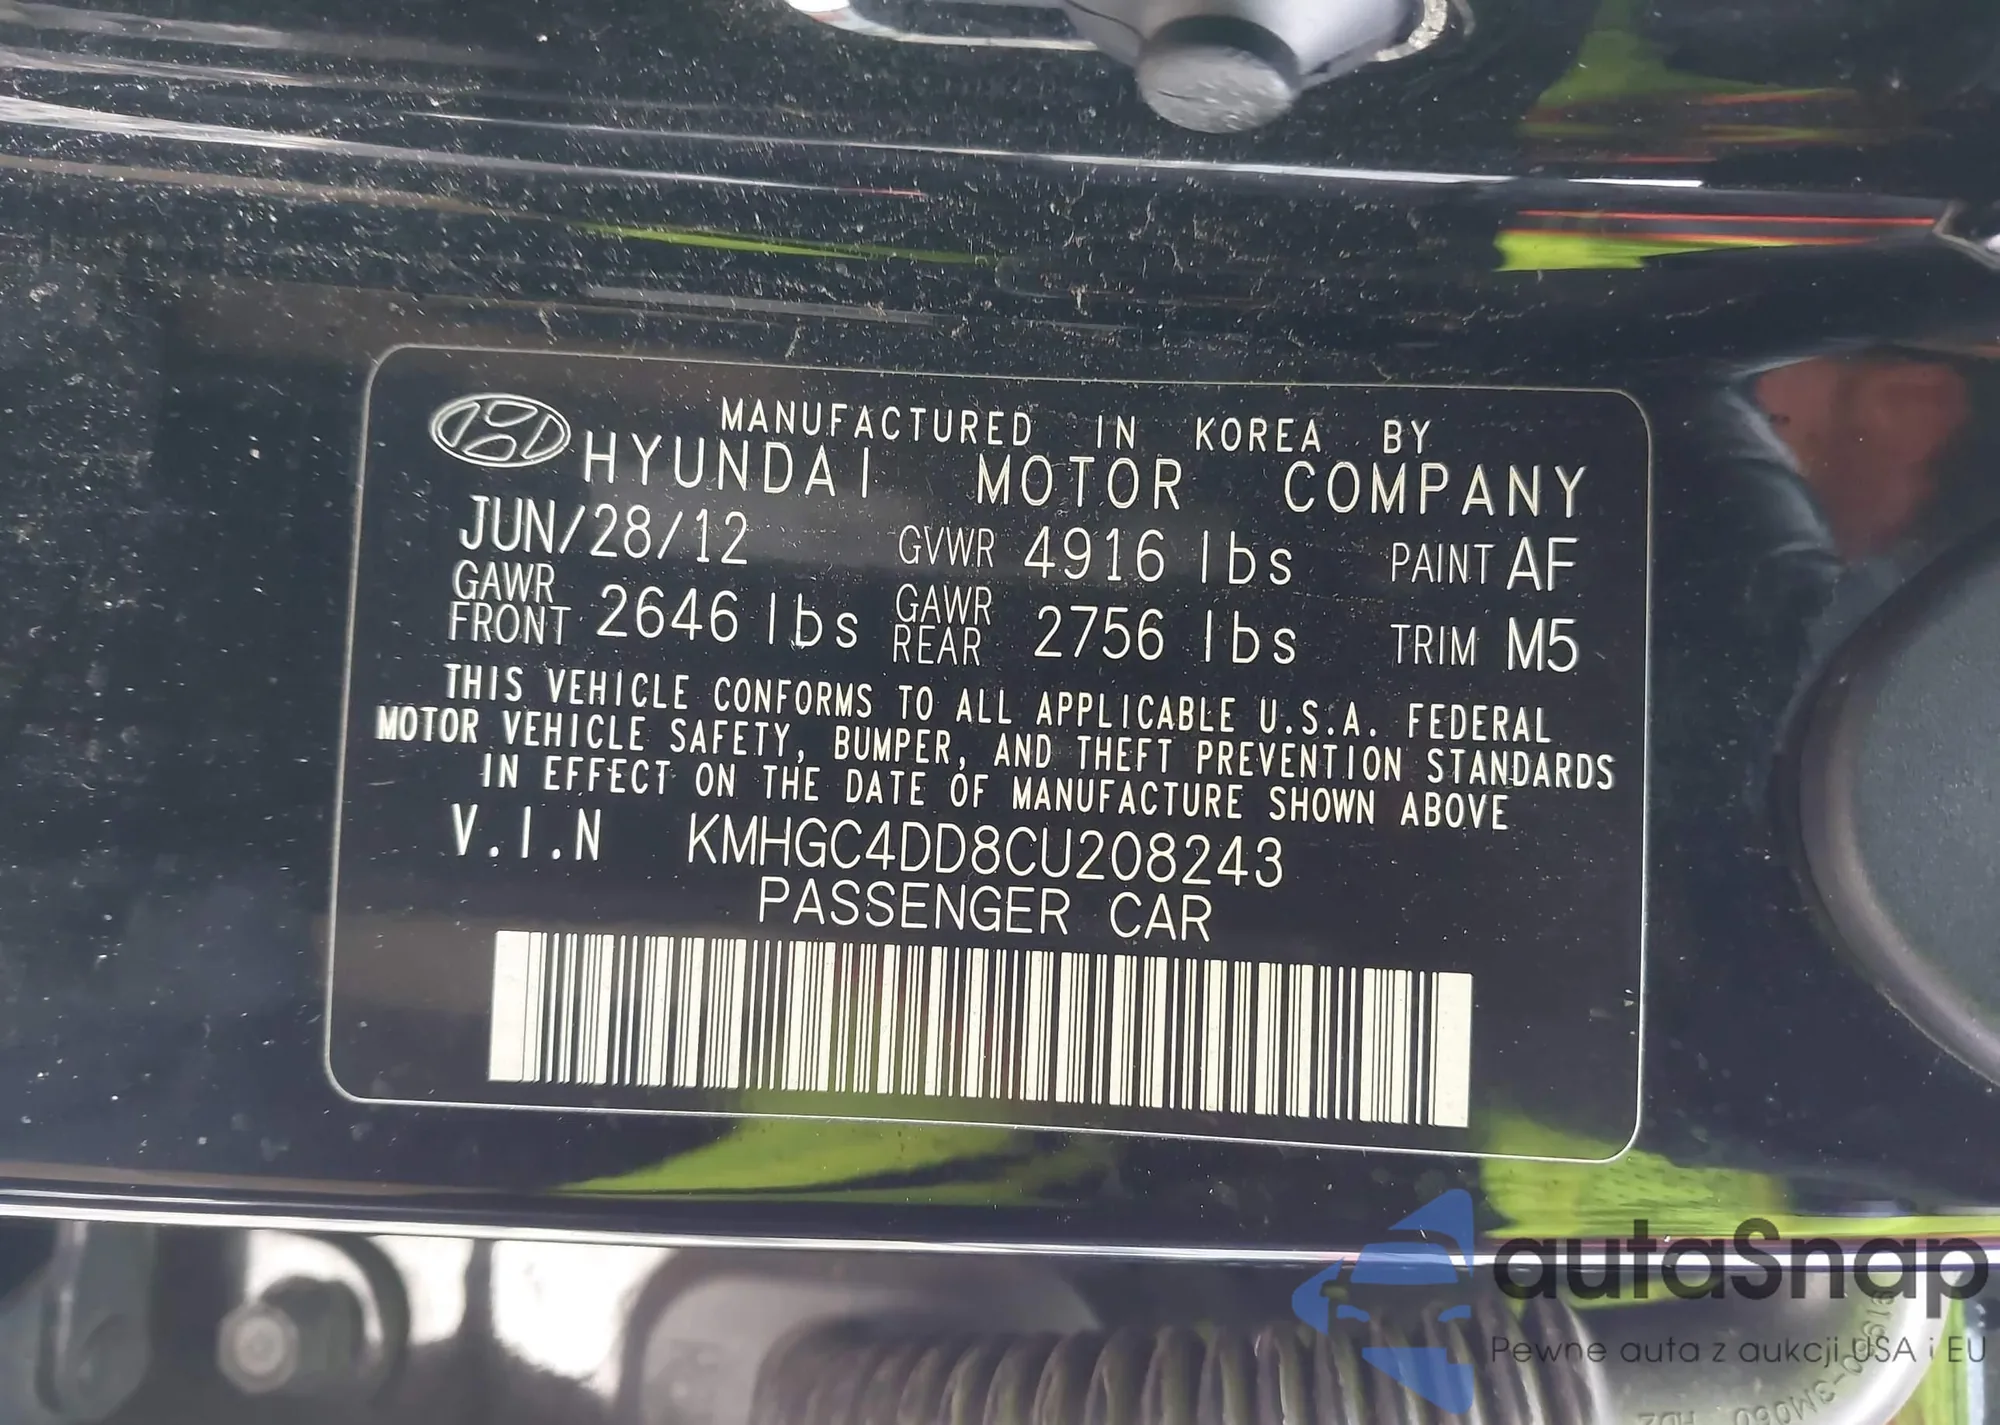 MANUFACTURED IN KOREA BY
HYUNDAI MOTOR COMPANY
JUN/28/12 GVWR 4916 lbs PAINT AF
GAWR FRONT 2646 lbs GAWR REAR 2756 lbs TRIM M5
THIS VEHICLE CONFORMS TO ALL APPLICABLE U.S.A. FEDERAL
MOTOR VEHICLE SAFETY, BUMPER, AND THEFT PREVENTION STANDARDS
IN EFFECT ON THE DATE OF MANUFACTURE SHOWN ABOVE
V.I.N KMHGC4DD8CU208243
PASSENGER CAR
autaSnap
Pewne auta z aukcji USA i EU